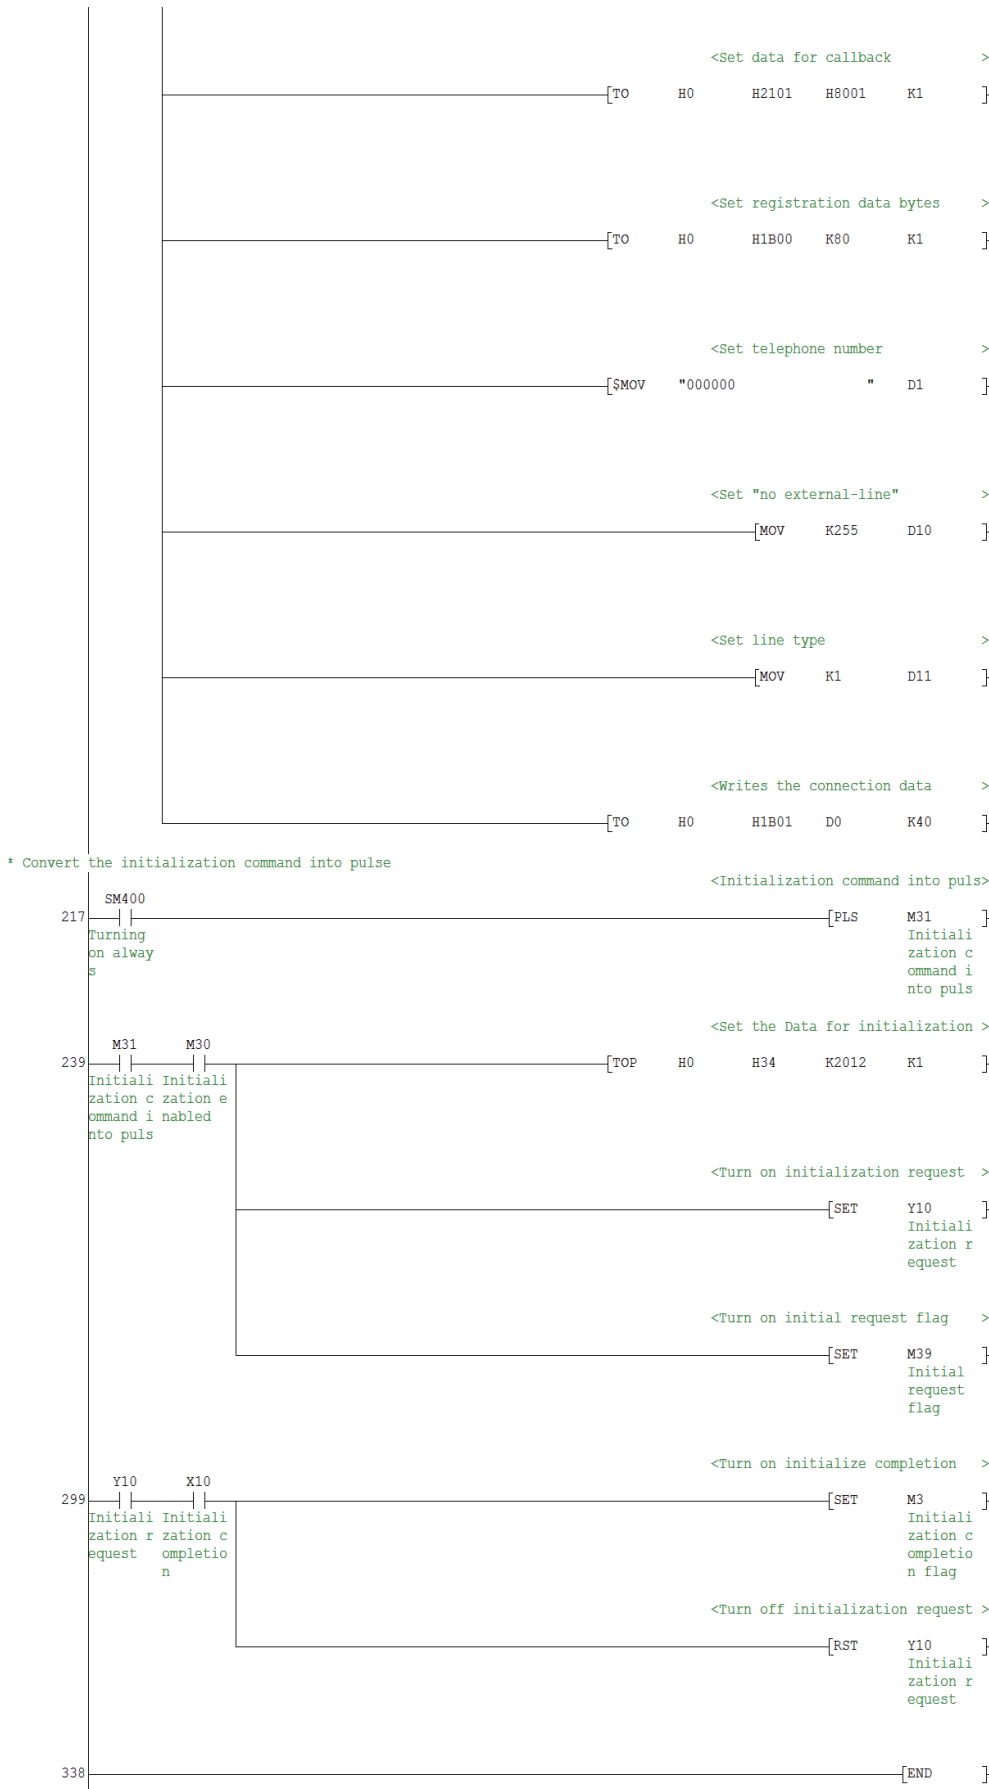 <Set data for callback >
[TO H0 H2101 H8001 K1 ]
<Set registration data bytes >
[TO H0 H1B00 K80 K1 ]
<Set telephone number >
[$MOV "000000 " D1 ]
<Set "no external-line" >
[MOV K255 D10 ]
<Set line type >
[MOV K1 D11 ]
<Writes the connection data >
[TO H0 H1B01 D0 K40 ]
* Convert the initialization command into pulse
<Initialization command into puls>
SM400
217 [PLS M31 ]
Turning Initiali
on alway zation c
s ommand i
nto puls
<Set the Data for initialization >
M31 M30
239 [TOP H0 H34 K2012 K1 ]
Initiali Initiali
zation c zation e
ommand i nabled
nto puls
<Turn on initialization request >
[SET Y10 ]
Initiali
zation r
equest
<Turn on initial request flag >
[SET M39 ]
Initial
request
flag
<Turn on initialize completion >
Y10 X10
299 [SET M3 ]
Initiali Initiali Initiali
zation r zation c zation c
equest ompletio ompletio
n n flag
<Turn off initialization request >
[RST Y10 ]
Initiali
zation r
equest
338 [END ]